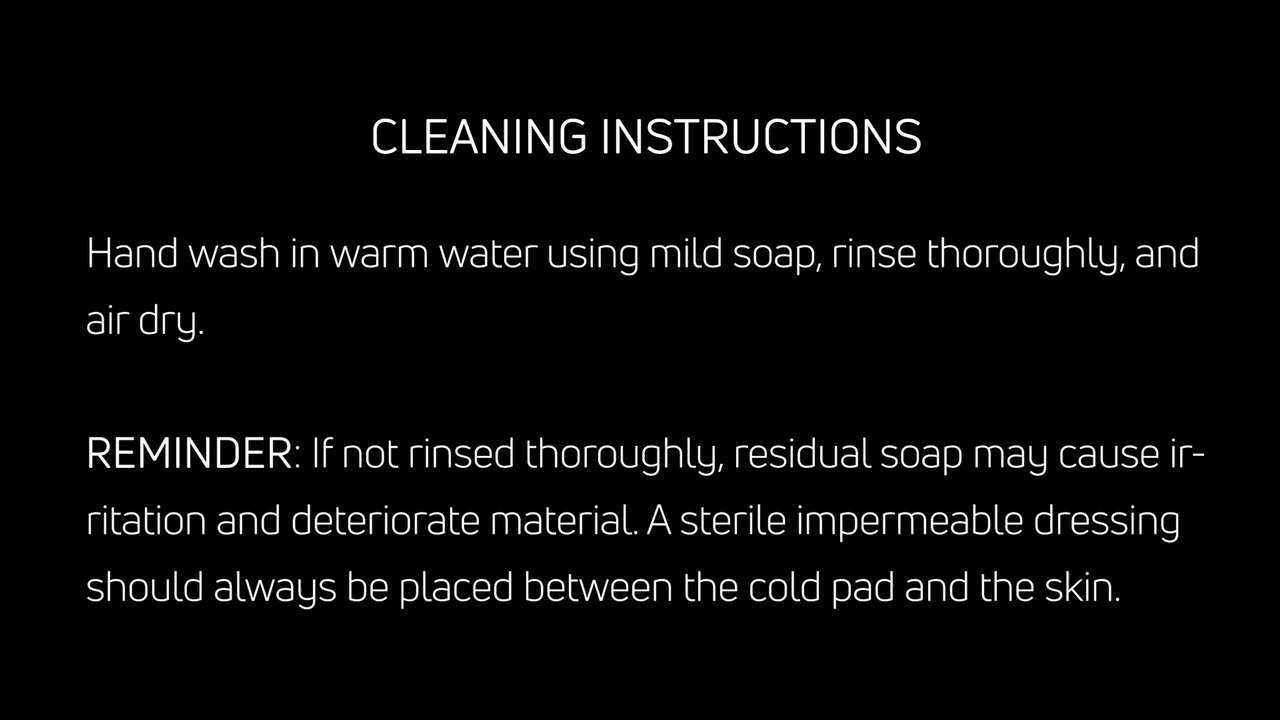 CLEANING INSTRUCTIONS
Hand wash in warm water using mild soap, rinse thoroughly, and
air dry.
REMINDER: If not rinsed thoroughly, residual soap may cause ir-
ritation and deteriorate material. A sterile impermeable dressing
should always be placed between the cold pad and the skin.